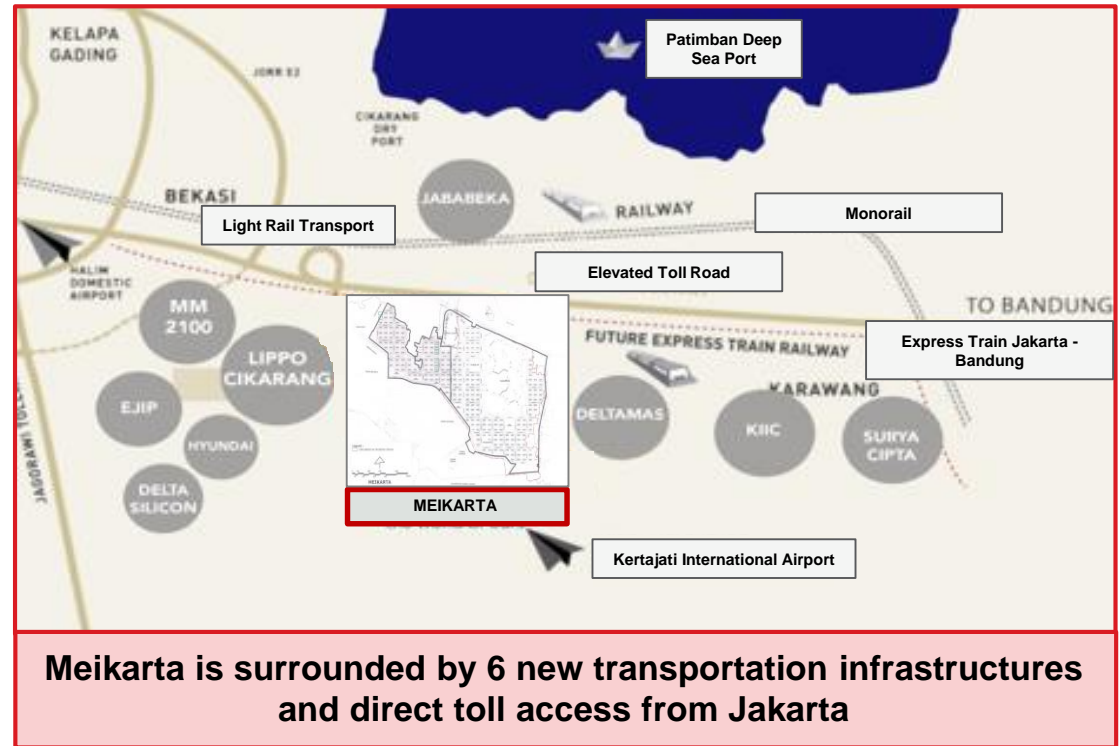 KELAPA
GADING
JORR E2
Patimban Deep
Sea Port
CIKARANG
DRY
PORT
BEKASI
JABABEKA
RAILWAY
Light Rail Transport
Monorail
Elevated Toll Road
HALIM
DOMESTIC
AIRPORT
MM
2100
TO BANDUNG
FUTURE EXPRESS TRAIN RAILWAY
Express Train Jakarta -
Bandung
LIPPO
CIKARANG
KARAWANG
EJIP
DELTAMAS
KIIC
SURYA
CIPTA
HYUNDAI
JAGORAWI
DELTA
SILICON
MEIKARTA
MEIKARTA
Kertajati International Airport
Meikarta is surrounded by 6 new transportation infrastructures
and direct toll access from Jakarta